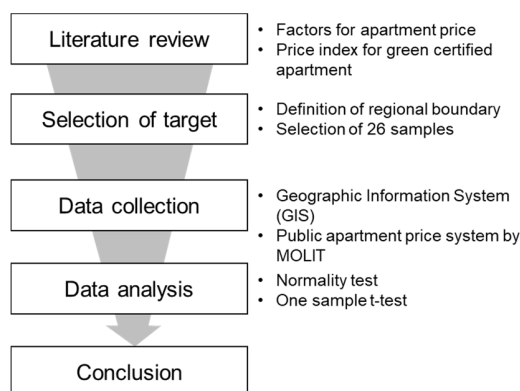 Literature review
• Factors for apartment price
• Price index for green certified
apartment
Selection of target
• Definition of regional boundary
• Selection of 26 samples
Data collection
• Geographic Information System
(GIS)
• Public apartment price system by
MOLIT
Data analysis
• Normality test
• One sample t-test
Conclusion